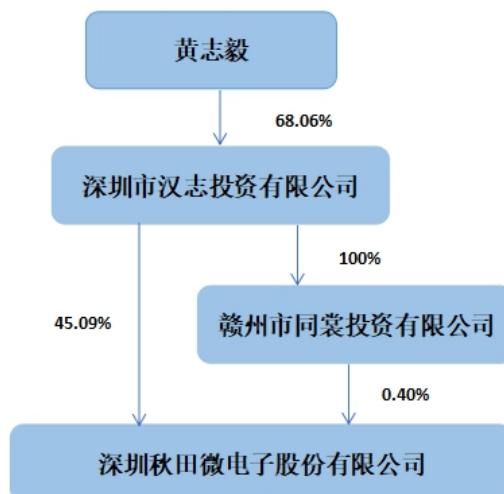 黄志毅
68.06%
深圳市汉志投资有限公司
100%
45.09%
赣州市同裳投资有限公司
0.40%
深圳秋田微电子股份有限公司